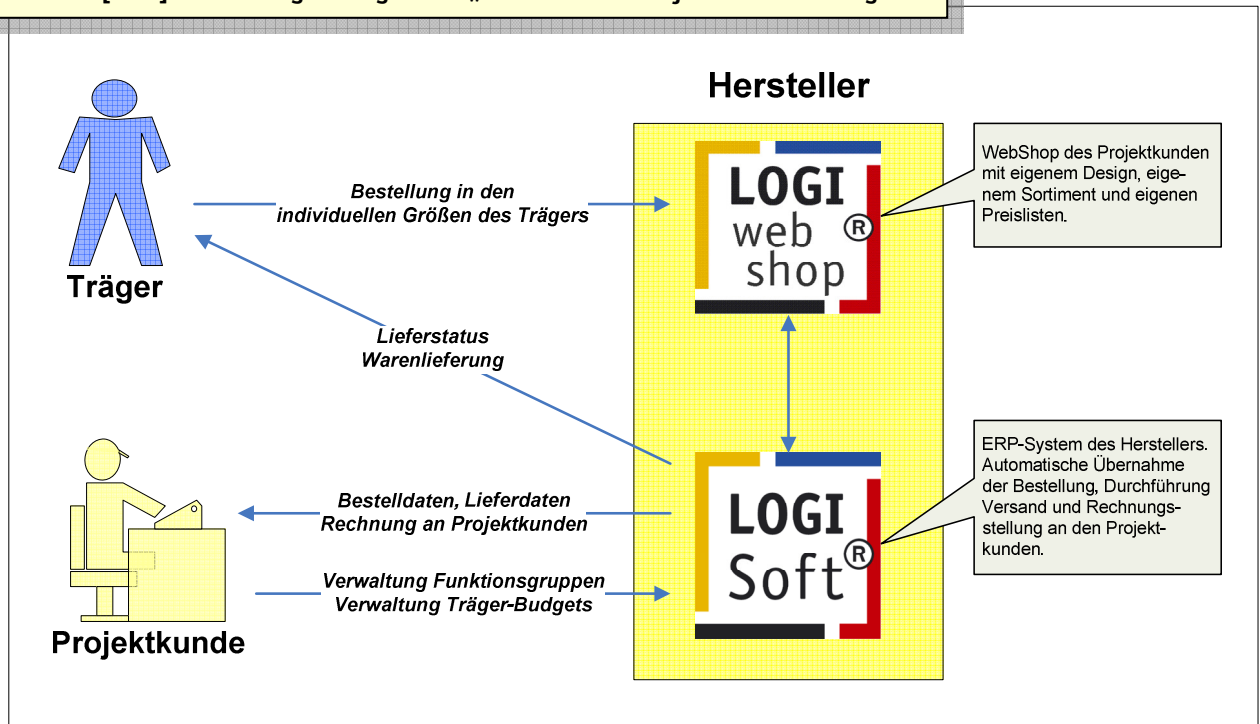 Hersteller
LOGI
web
shop
®
WebShop des Projektkunden
mit eigenem Design, eige-
nem Sortiment und eigenen
Preislisten.
Bestellung in den
individuellen Größen des Trägers
Träger
Lieferstatus
Warenlieferung
Bestelldaten, Lieferdaten
Rechnung an Projektkunden
Verwaltung Funktionsgruppen
Verwaltung Träger-Budgets
Projektkunde
LOGI
Soft
®
ERP-System des Herstellers.
Automatische Übernahme
der Bestellung, Durchführung
Versand und Rechnungs-
stellung an den Projekt-
kunden.